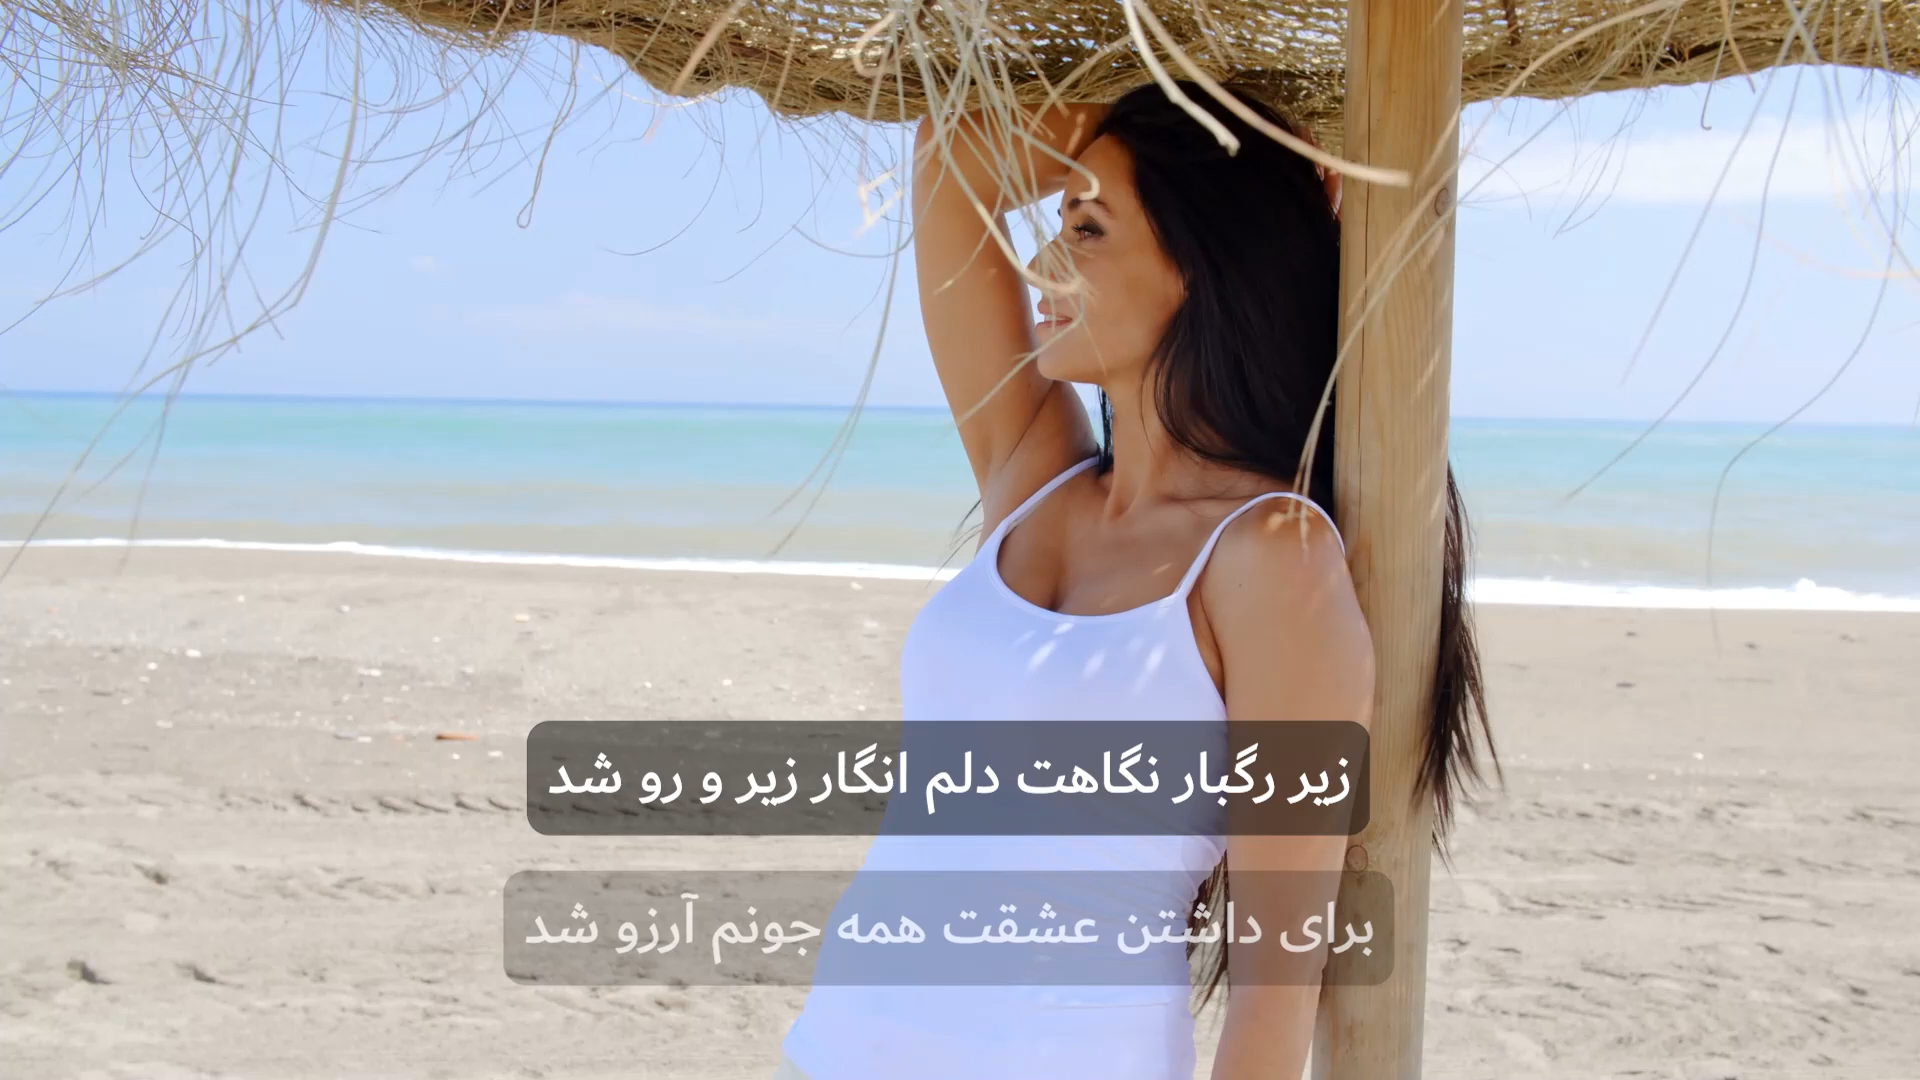 زیر رگبار نگاهت دلم انگار زیر و رو شد
برای داشتن عشقت همه جونم آرزو شد